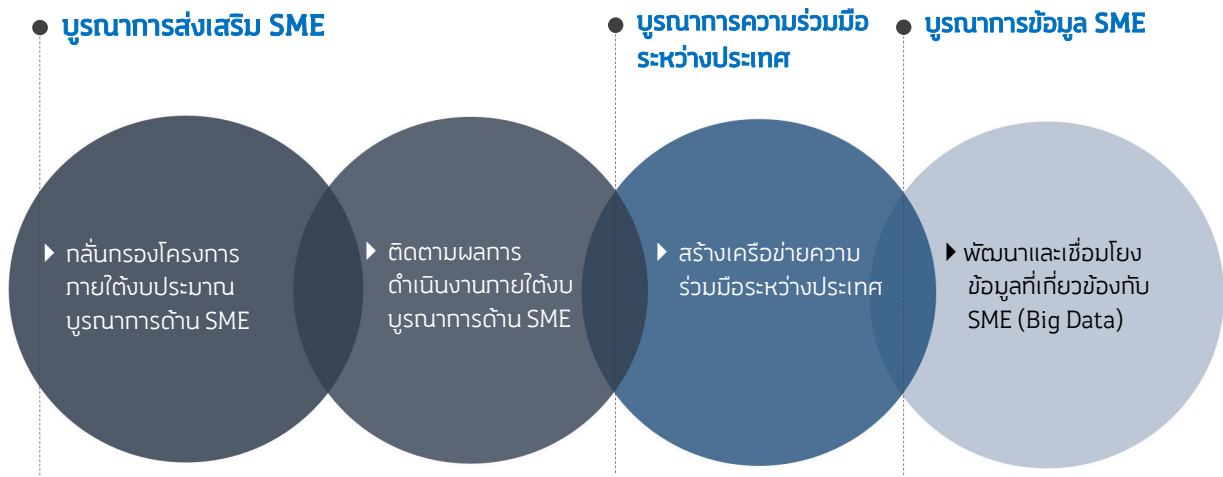 บูรณาการส่งเสริม SME
บูรณาการความร่วมมือ
ระหว่างประเทศ
บูรณาการข้อมูล SME
กลั่นกรองโครงการ
ภายใต้งบประมาณ
บูรณาการด้าน SME
ติดตามผลการ
ดำเนินงานภายใต้งบ
บูรณาการด้าน SME
สร้างเครือข่ายความ
ร่วมมือระหว่างประเทศ
พัฒนาและเชื่อมโยง
ข้อมูลที่เกี่ยวข้องกับ
SME (Big Data)